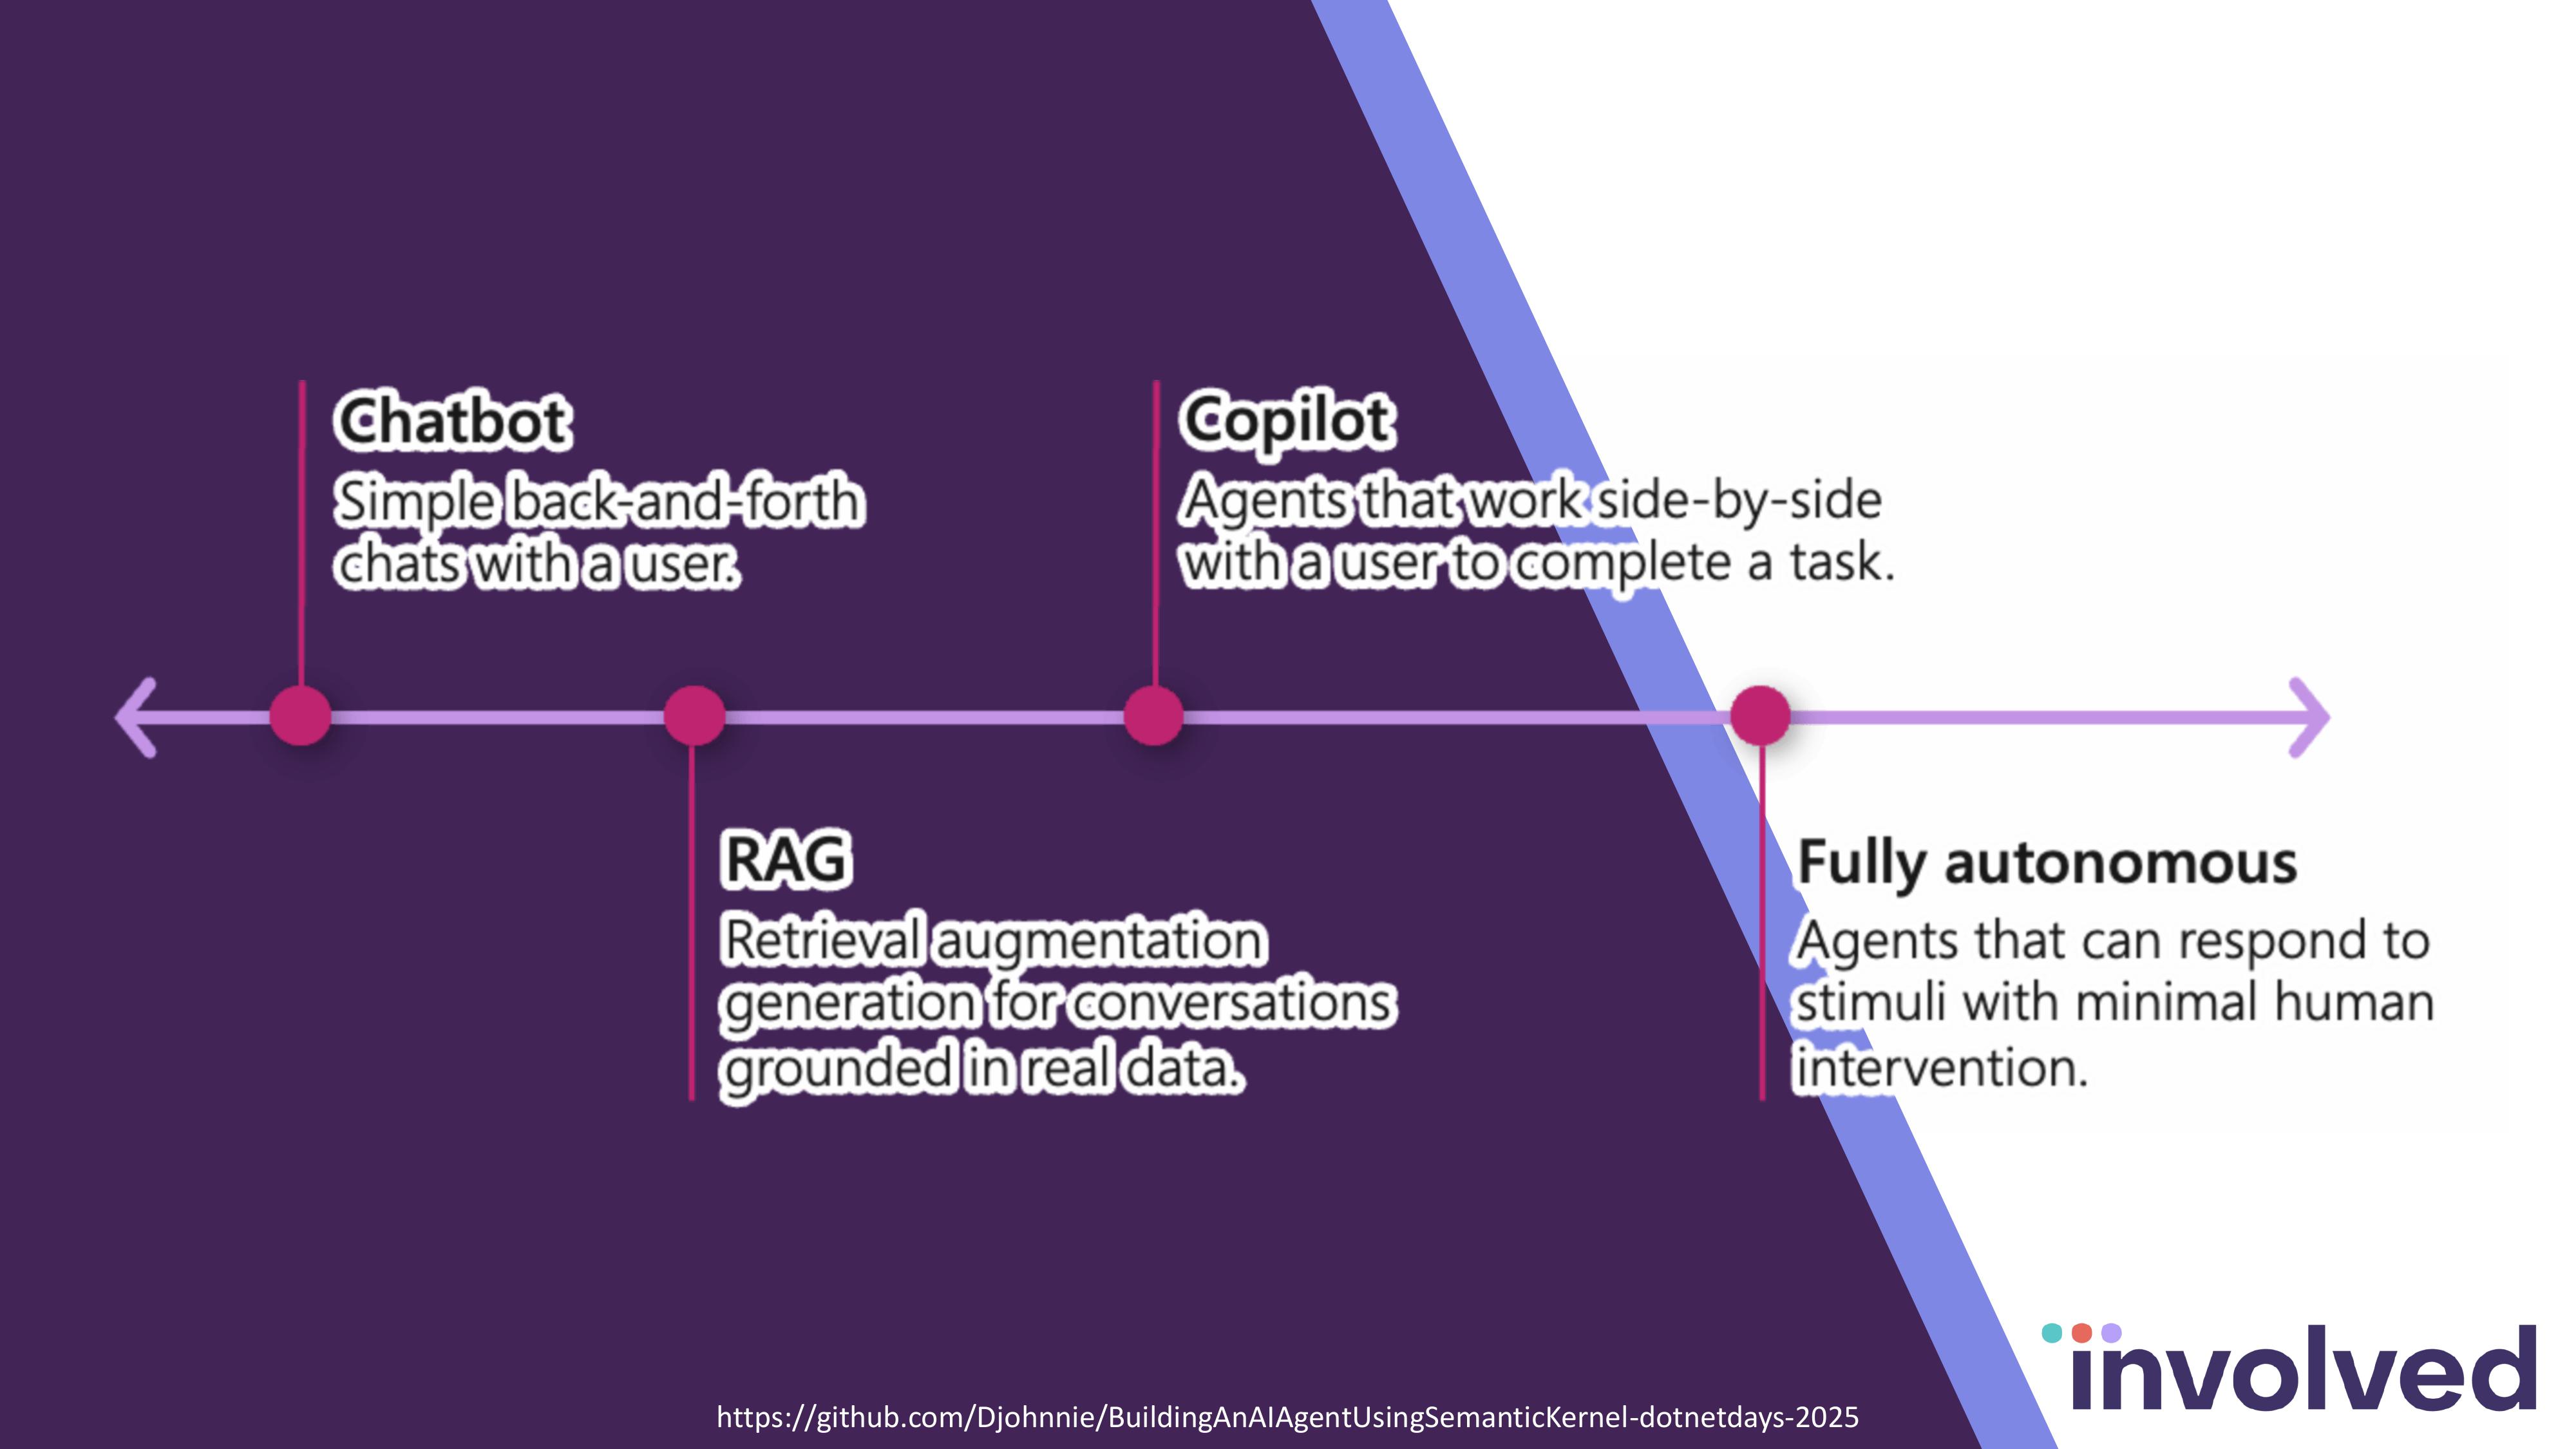 Chatbot
Simple back-and-forth
chats with a user.
Copilot
Agents that work side-by-side
with a user to complete a task.
RAG
Retrieval augmentation
generation for conversations
grounded in real data.
Fully autonomous
Agents that can respond to
stimuli with minimal human
intervention.
involved
https://github.com/Djohnnie/BuildingAnAIAgentUsingSemanticKernel-dotnetdays-2025